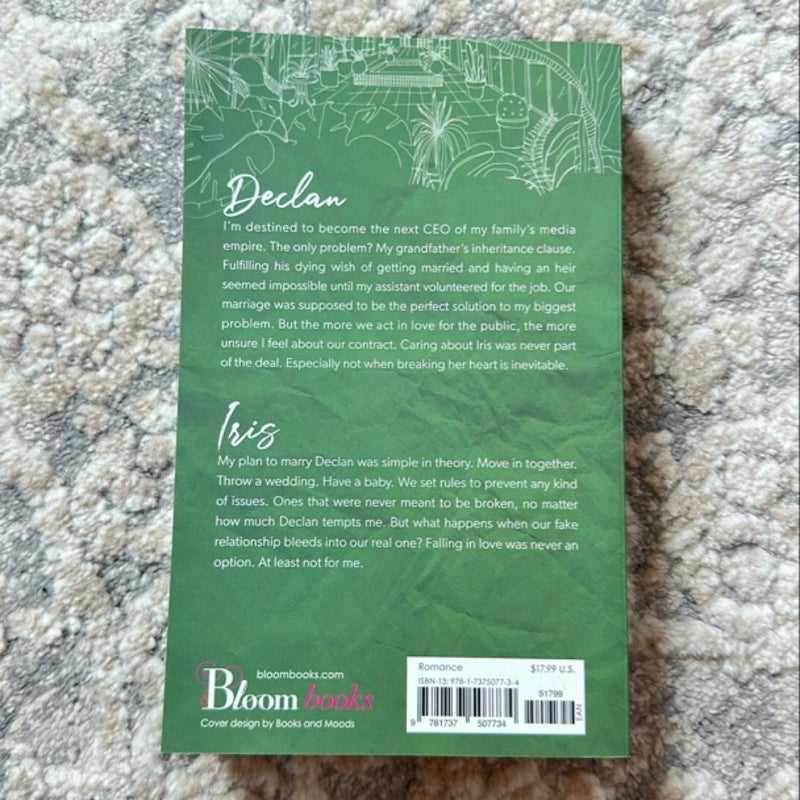 Declan
I'm destined to become the next CEO of my family's media
empire. The only problem? My grandfather's inheritance clause.
Fulfilling his dying wish of getting married and having an heir
seemed impossible until my assistant volunteered for the job. Our
marriage was supposed to be the perfect solution to my biggest
problem. But the more we act in love for the public, the more
unsure I feel about our contract. Caring about Iris was never part
of the deal. Especially not when breaking her heart is inevitable.
Iris
My plan to marry Declan was simple in theory. Move in together.
Throw a wedding. Have a baby. We set rules to prevent any kind
of issues. Ones that were never meant to be broken, no matter
how much Declan tempts me. But what happens when our fake
relationship bleeds into our real one? Falling in love was never an
option. At least not for me.
bloombooks.com
Bloom books
Cover design by Books and Moods
Romance $17.99 U.S.
ISBN-13: 978-1-7375077-3-4
51799
EAN
9 781737 507734